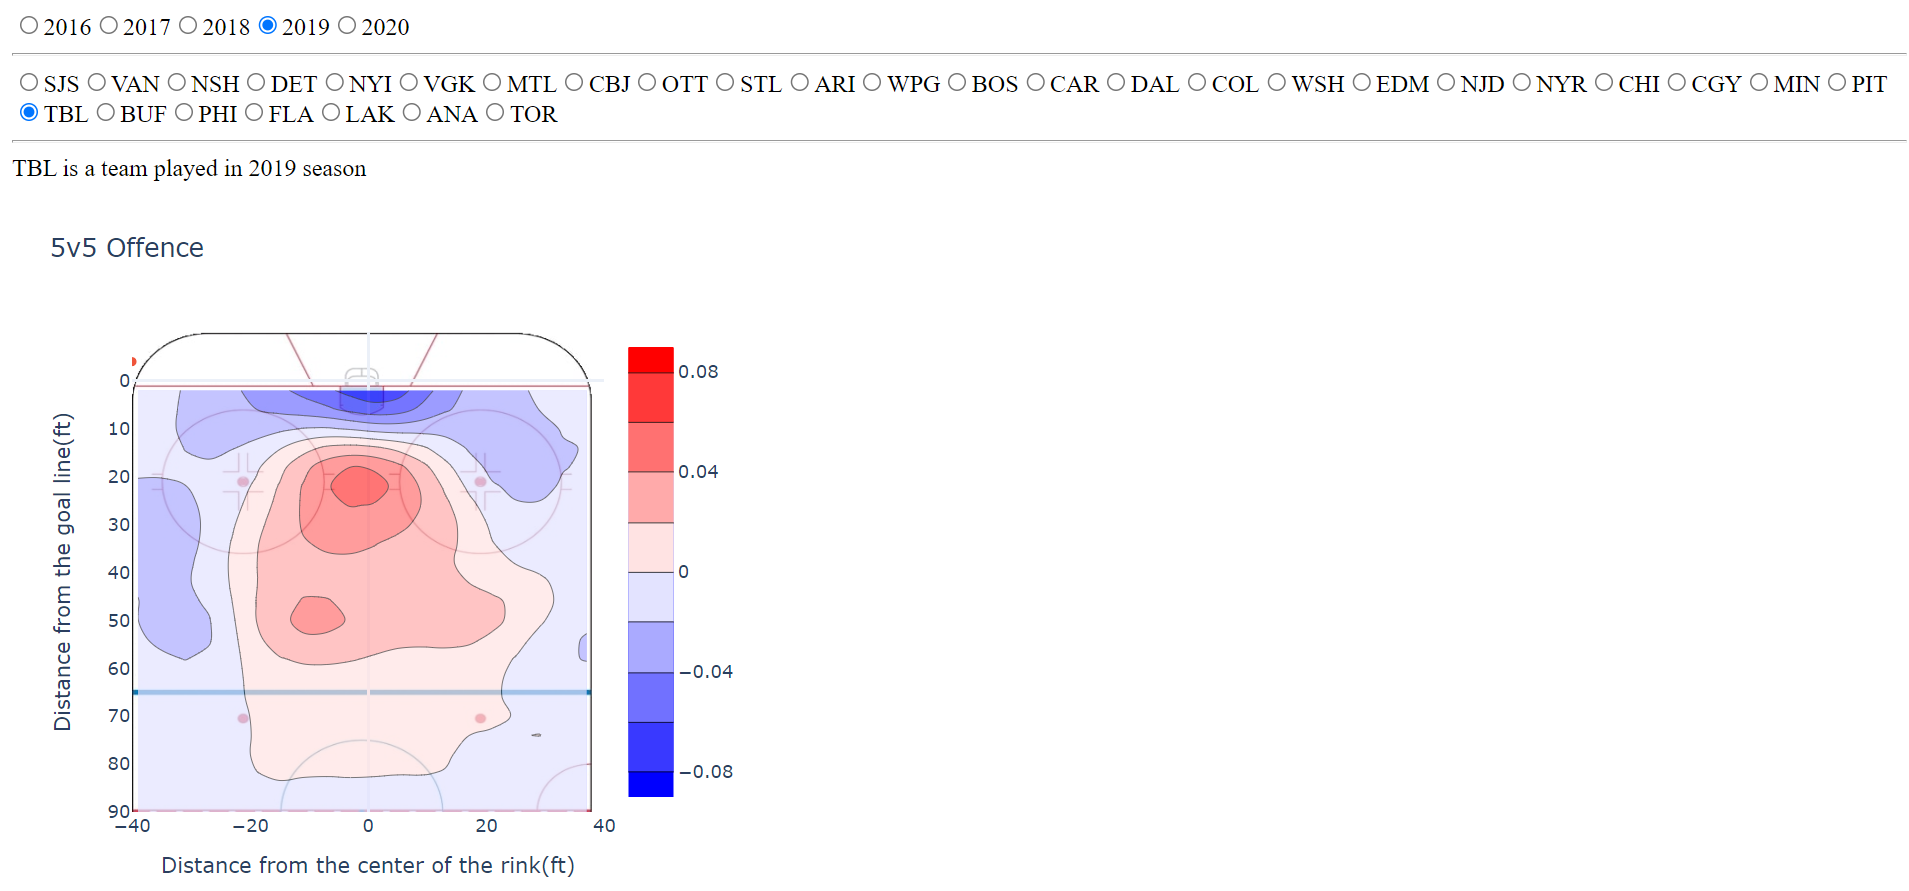 2016 2017 2018 2019 2020
SJS VAN NSH DET NYI VGK MTL CBJ OTT STL ARI WPG BOS CAR DAL COL WSH EDM NJD NYR CHI CGY MIN PIT
TBL BUF PHI FLA LAK ANA TOR
TBL is a team played in 2019 season
5v5 Offence
Distance from the goal line(ft)
0
10
20
30
40
50
60
70
80
90
−40 −20 0 20 40
Distance from the center of the rink(ft)
0.08
0.04
0
−0.04
−0.08